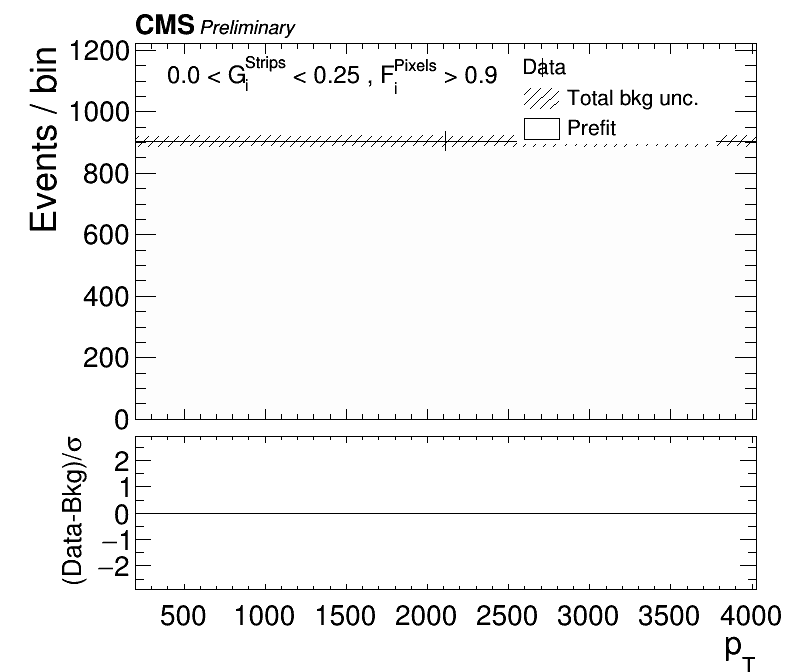 CMS Preliminary
Events / bin
1200
1000
800
600
400
200
0
0.0 < G_i^Strips < 0.25 , F_i^Pixels > 0.9
Data
Total bkg unc.
Prefit
(Data-Bkg)/σ
2
1
0
−1
−2
500 1000 1500 2000 2500 3000 3500 4000
p_T